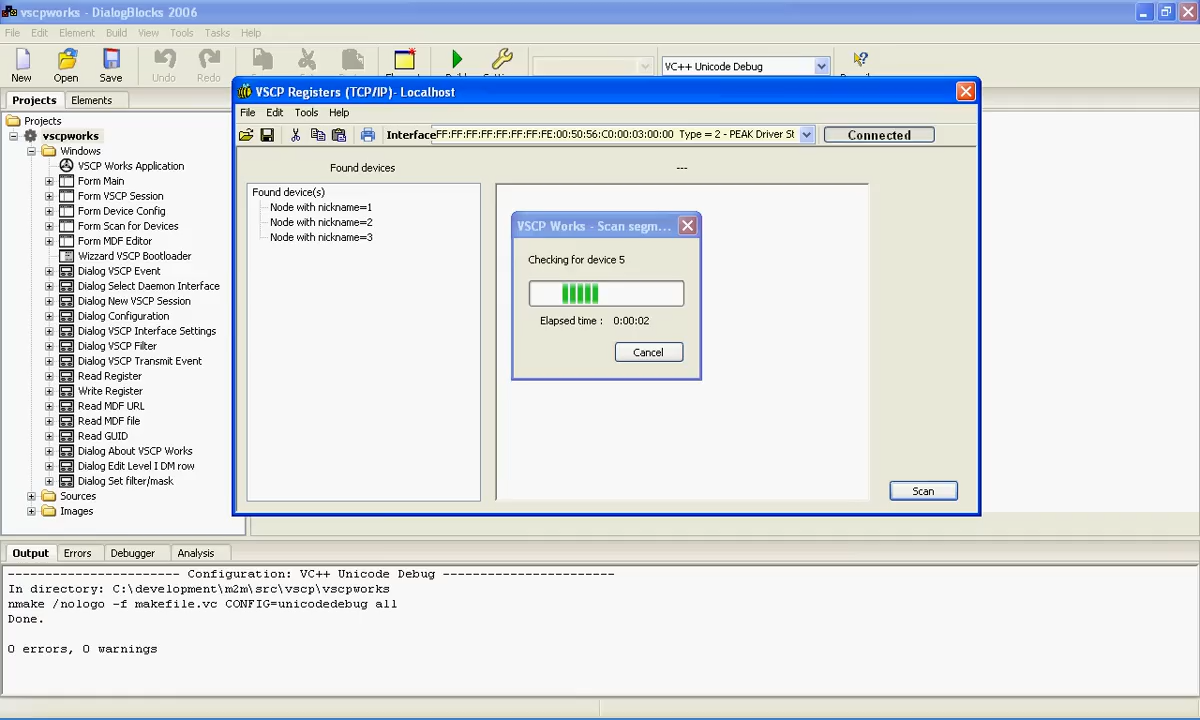 vscpworks - DialogBlocks 2006
File Edit Element Build View Tools Tasks Help
New Open Save Undo Redo
VC++ Unicode Debug
Projects Elements
Projects
vscpworks
Windows
VSCP Works Application
Form Main
Form VSCP Session
Form Device Config
Form Scan for Devices
Form MDF Editor
Wizzard VSCP Bootloader
Dialog VSCP Event
Dialog Select Daemon Interface
Dialog New VSCP Session
Dialog Configuration
Dialog VSCP Interface Settings
Dialog VSCP Filter
Dialog VSCP Transmit Event
Read Register
Write Register
Read MDF URL
Read MDF file
Read GUID
Dialog About VSCP Works
Dialog Edit Level I DM row
Dialog Set filter/mask
Sources
Images
VSCP Registers (TCP/IP)- Localhost
File Edit Tools Help
Interface FF:FF:FF:FF:FF:FF:FF:FE:00:50:56:C0:00:03:00:00 Type = 2 - PEAK Driver St
Connected
Found devices
---
Found device(s)
Node with nickname=1
Node with nickname=2
Node with nickname=3
VSCP Works - Scan segm...
Checking for device 5
Elapsed time : 0:00:02
Cancel
Scan
Output Errors Debugger Analysis
----------------------- Configuration: VC++ Unicode Debug -----------------------
In directory: C:\development\m2m\src\vscp\vscpworks
nmake /nologo -f makefile.vc CONFIG=unicodedebug all
Done.
0 errors, 0 warnings